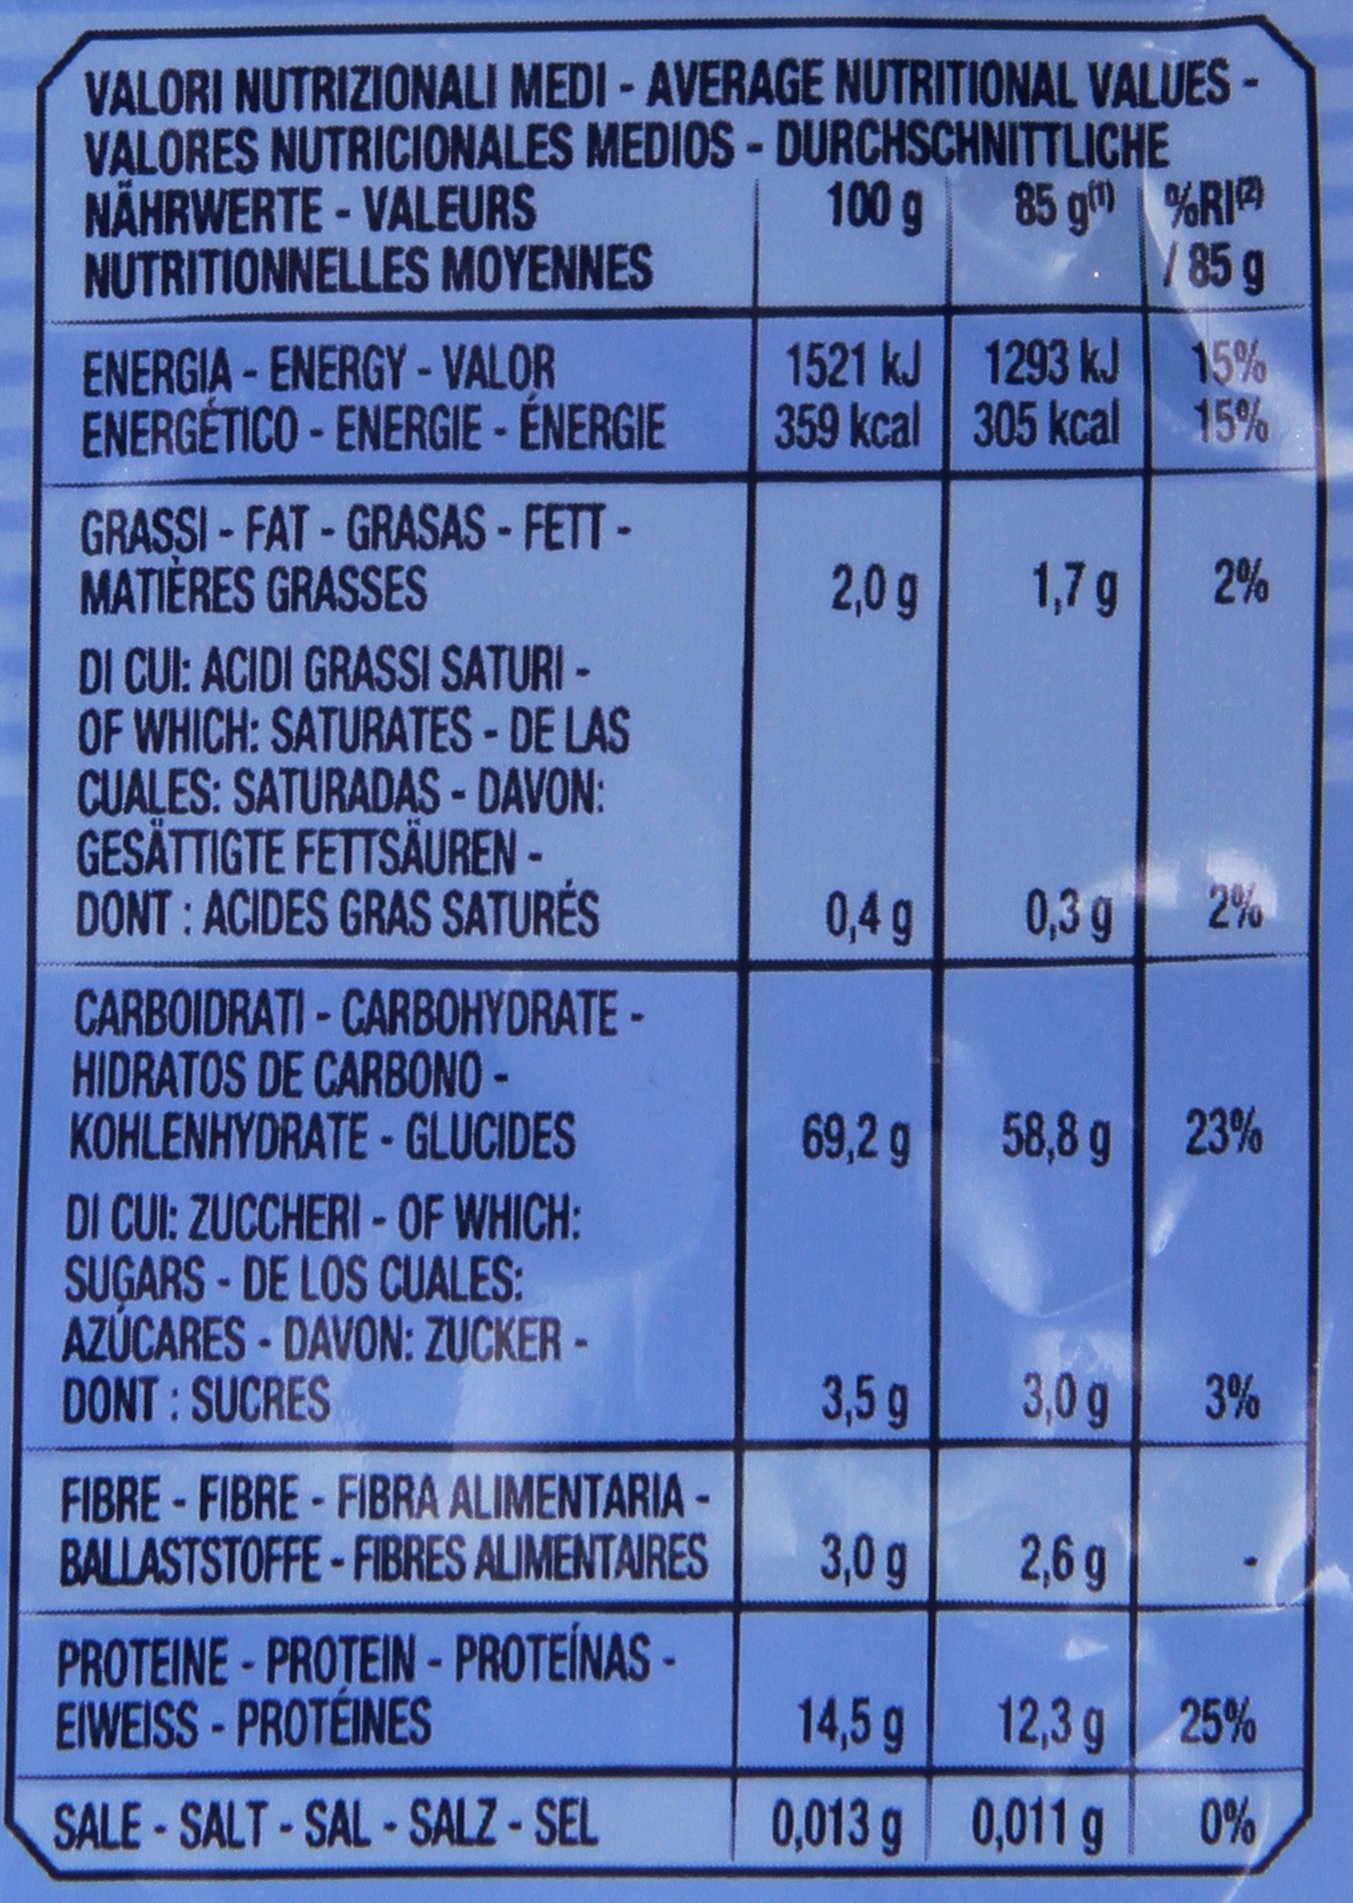 VALORI NUTRIZIONALI MEDI - AVERAGE NUTRITIONAL VALUES -
VALORES NUTRICIONALES MEDIOS - DURCHSCHNITTLICHE
NÄHRWERTE - VALEURS 100 g 85 g(1) %RI(2)
NUTRITIONNELLES MOYENNES / 85 g
ENERGIA - ENERGY - VALOR 1521 kJ 1293 kJ 15%
ENERGÉTICO - ENERGIE - ÉNERGIE 359 kcal 305 kcal 15%
GRASSI - FAT - GRASAS - FETT -
MATIÈRES GRASSES 2,0 g 1,7 g 2%
DI CUI: ACIDI GRASSI SATURI -
OF WHICH: SATURATES - DE LAS
CUALES: SATURADAS - DAVON:
GESÄTTIGTE FETTSÄUREN -
DONT : ACIDES GRAS SATURÉS 0,4 g 0,3 g 2%
CARBOIDRATI - CARBOHYDRATE -
HIDRATOS DE CARBONO -
KOHLENHYDRATE - GLUCIDES 69,2 g 58,8 g 23%
DI CUI: ZUCCHERI - OF WHICH:
SUGARS - DE LOS CUALES:
AZÚCARES - DAVON: ZUCKER -
DONT : SUCRES 3,5 g 3,0 g 3%
FIBRE - FIBRE - FIBRA ALIMENTARIA -
BALLASTSTOFFE - FIBRES ALIMENTAIRES 3,0 g 2,6 g -
PROTEINE - PROTEIN - PROTEÍNAS -
EIWEISS - PROTÉINES 14,5 g 12,3 g 25%
SALE - SALT - SAL - SALZ - SEL 0,013 g 0,011 g 0%